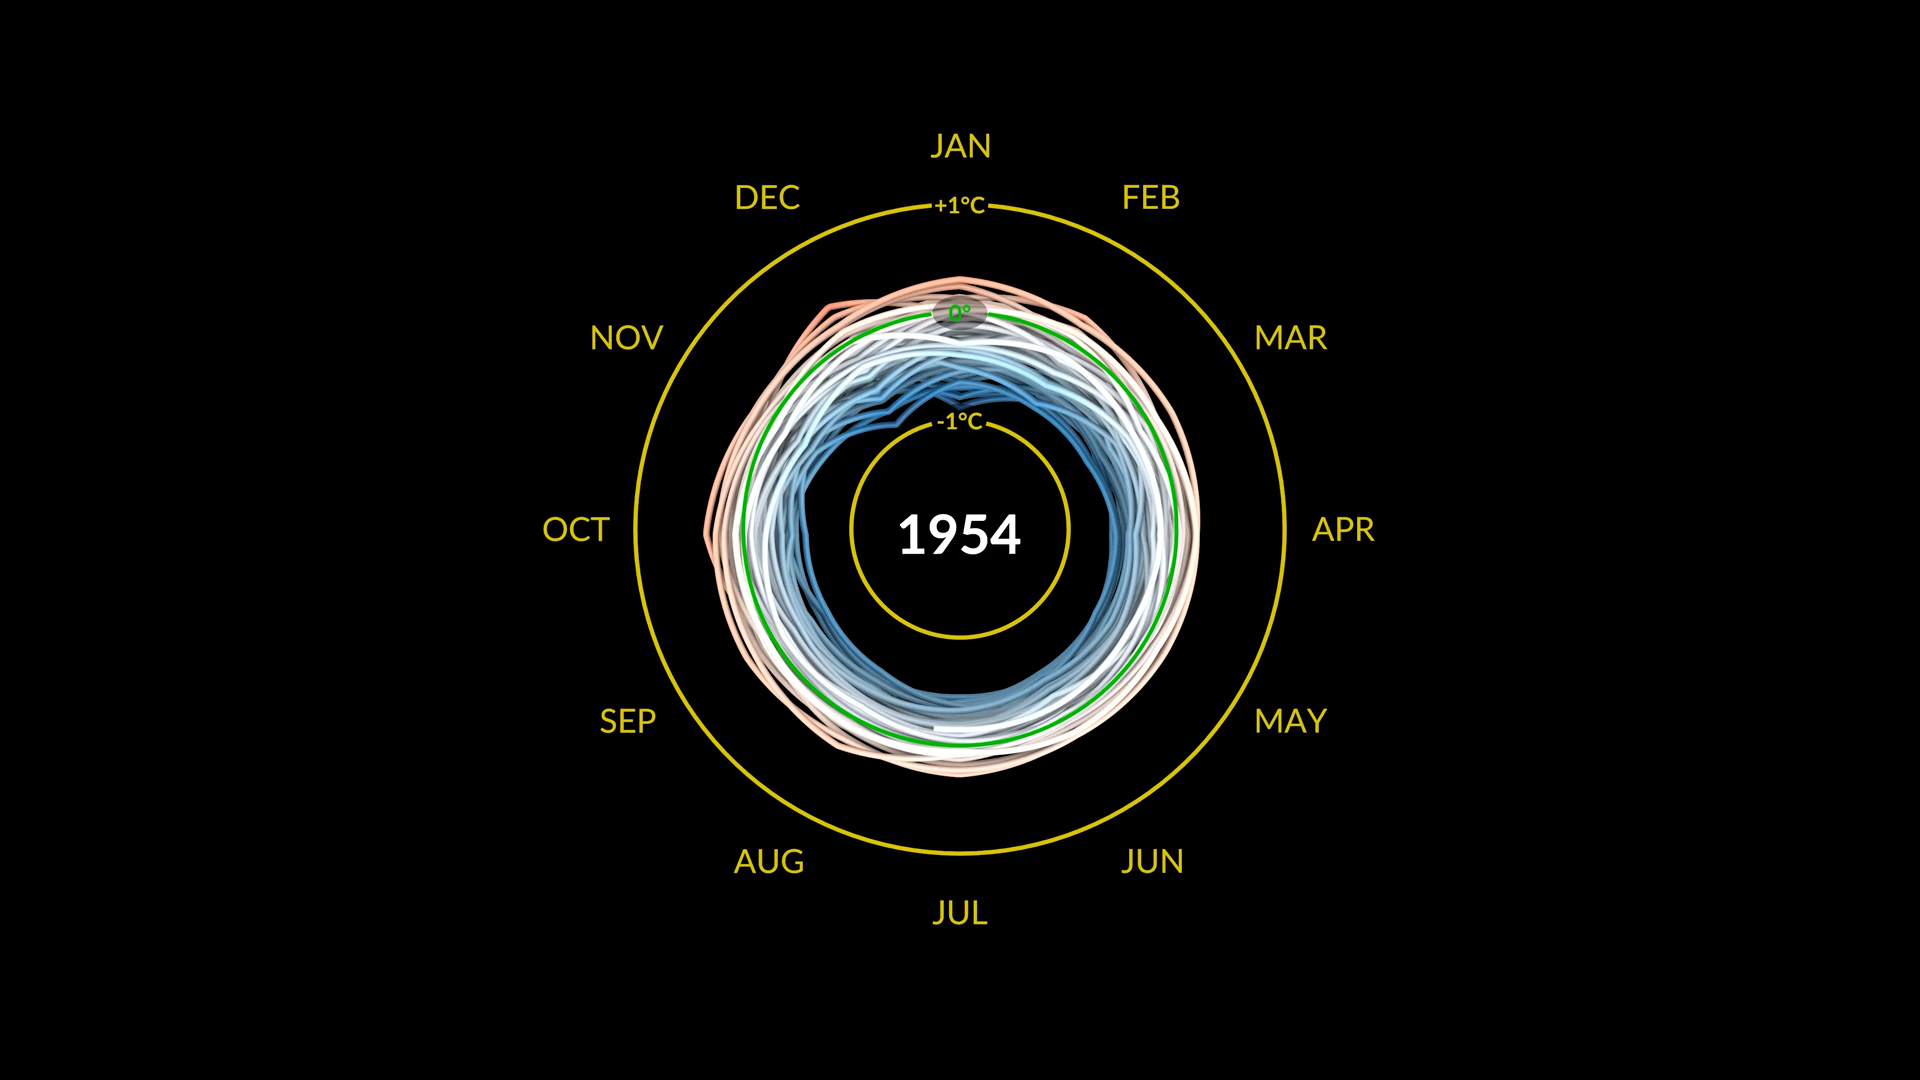 JAN
DEC
FEB
+1°C
0°
NOV
MAR
-1°C
OCT
1954
APR
SEP
MAY
AUG
JUN
JUL